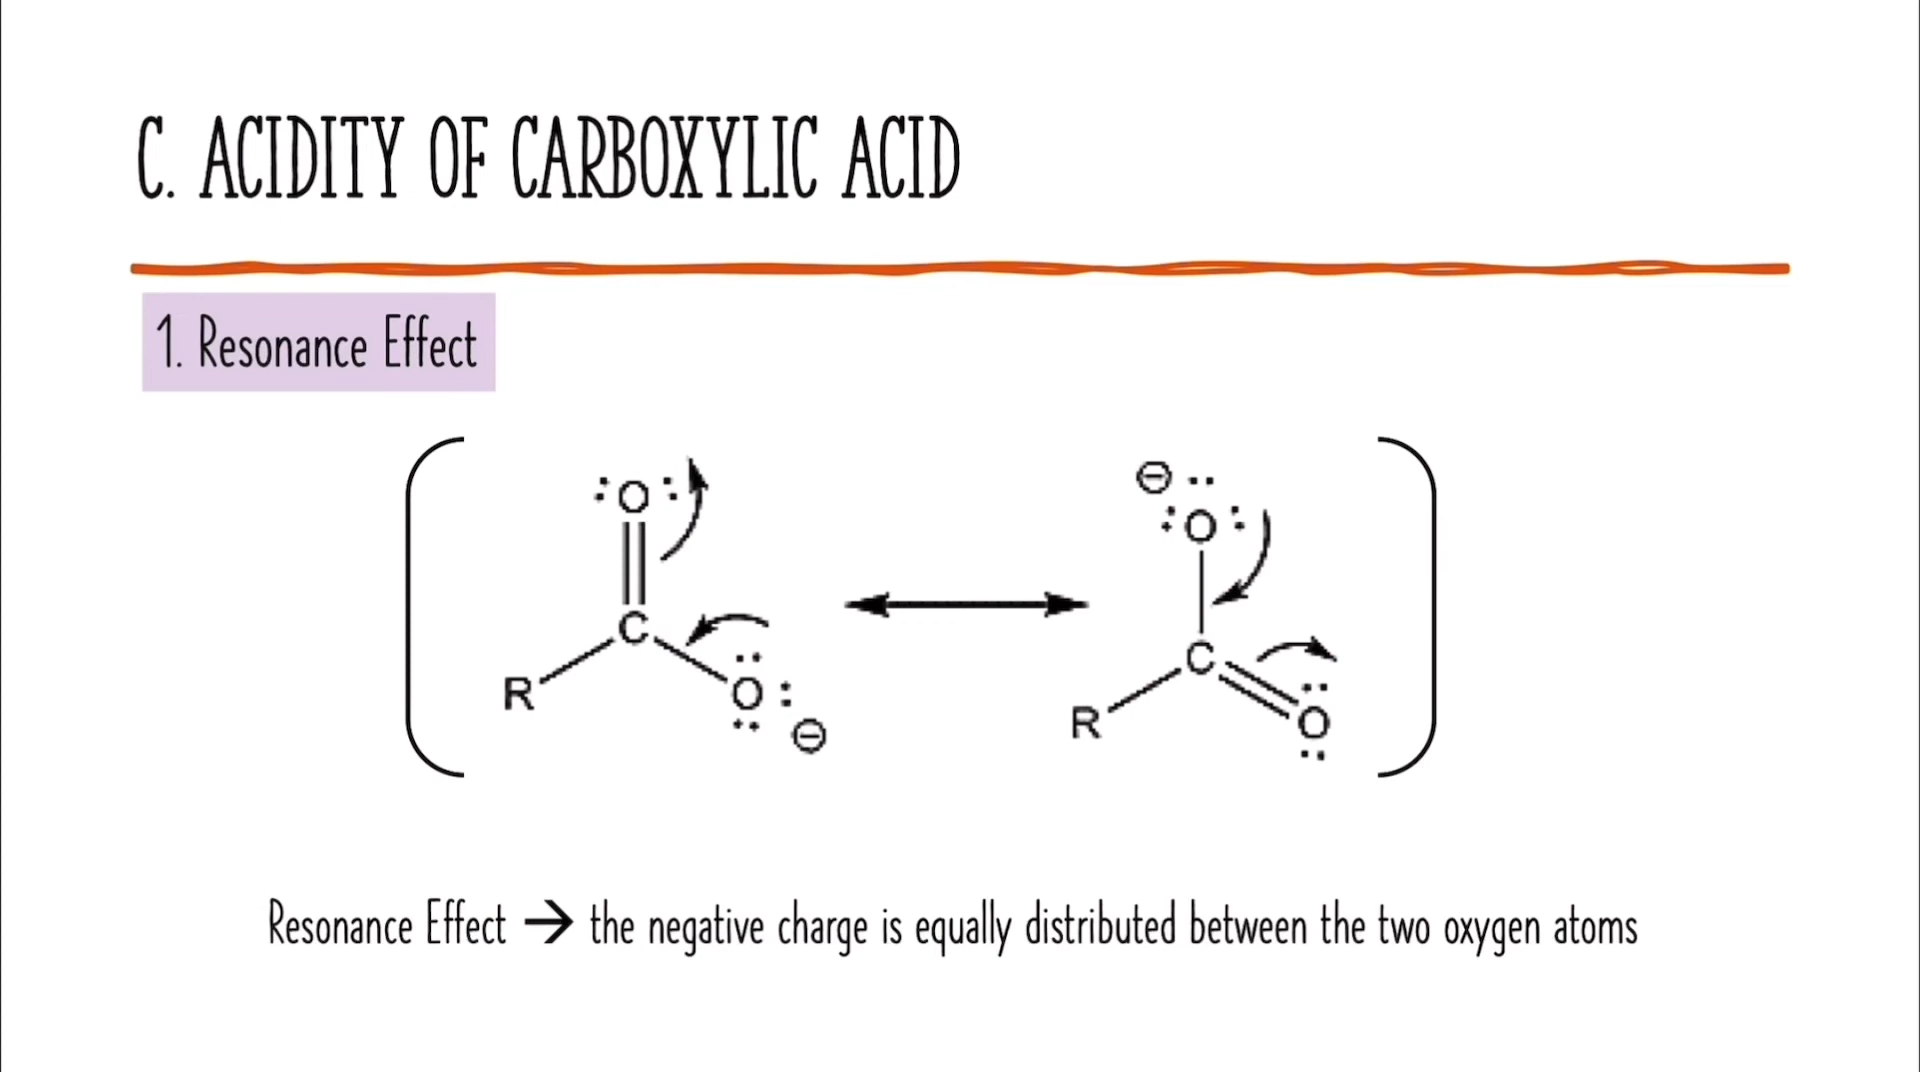 C. ACIDITY OF CARBOXYLIC ACID
1. Resonance Effect
:O:
C
R
O:
⊖
⊖
:O:
C
R
O
Resonance Effect → the negative charge is equally distributed between the two oxygen atoms